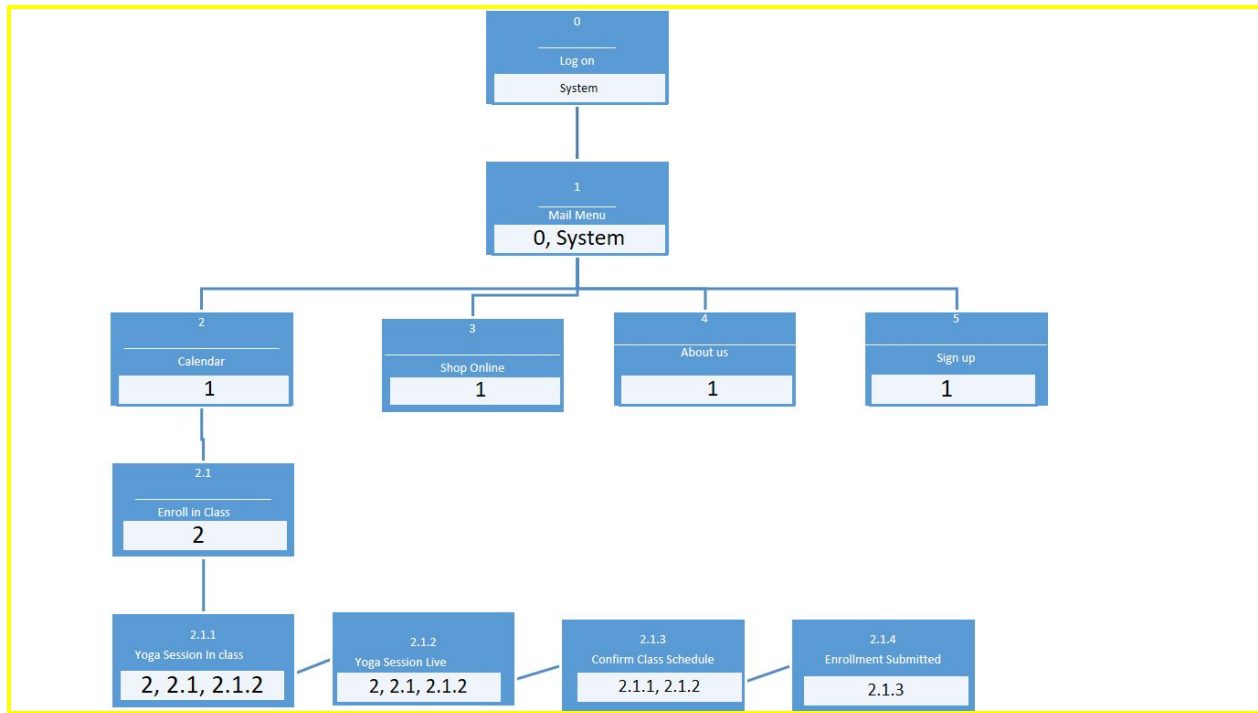 0
Log on
System
1
Mail Menu
0, System
2
Calendar
1
3
Shop Online
1
4
About us
1
5
Sign up
1
2.1
Enroll in Class
2
2.1.1
Yoga Session In class
2, 2.1, 2.1.2
2.1.2
Yoga Session Live
2, 2.1, 2.1.2
2.1.3
Confirm Class Schedule
2.1.1, 2.1.2
2.1.4
Enrollment Submitted
2.1.3